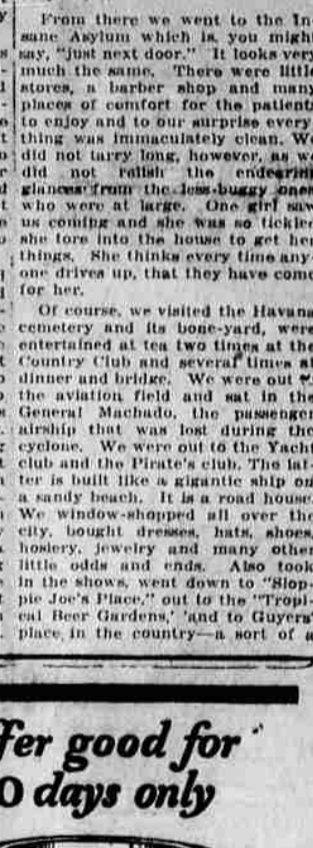 From there we went to the In-
sane Asylum which is, you might
say, "just next door." It looks very
much the same. There were little
stores, a barber shop and many
places of comfort for the patients
to enjoy and to our surprise every
thing was immaculately clean. We
did not tarry long, however, as we
did not relish the endearing
glances from the less-buggy ones
who were at large. One girl saw
us coming and she was so tickled
she tore into the house to get her
things. She thinks every time any-
one drives up, that they have come
for her.
Of course, we visited the Havana
cemetery and its bone-yard, were
entertained at tea two times at the
Country Club and several times at
dinner and bridge. We were out
the aviation field and sat in the
General Machado, the passenger
airship that was lost during the
cyclone. We were out to the Yacht
club and the Pirate's club. The lat-
ter is built like a gigantic ship on
a sandy beach. It is a road house.
We window-shopped all over the
city, bought dresses, hats, shoes,
hosiery, jewelry and many other
little odds and ends. Also took
in the shows, went down to "Slop-
pie Joe's Place," out to the "Tropi-
cal Beer Gardens,' 'and to Guyers'
place in the country—a sort of a
fer good for
0 days only